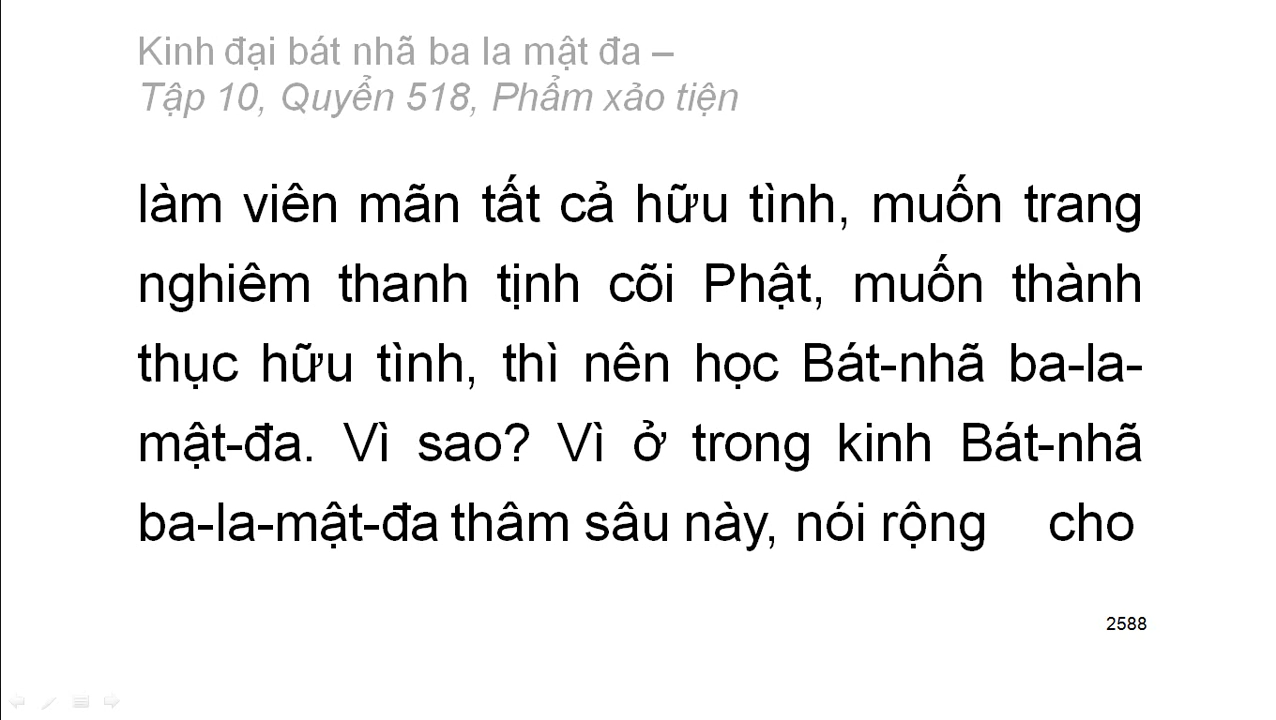 Kinh đại bát nhã ba la mật đa –
Tập 10, Quyển 518, Phẩm xảo tiện
làm viên mãn tất cả hữu tình, muốn trang
nghiêm thanh tịnh cõi Phật, muốn thành
thục hữu tình, thì nên học Bát-nhã ba-la-
mật-đa. Vì sao? Vì ở trong kinh Bát-nhã
ba-la-mật-đa thâm sâu này, nói rộng cho
2588